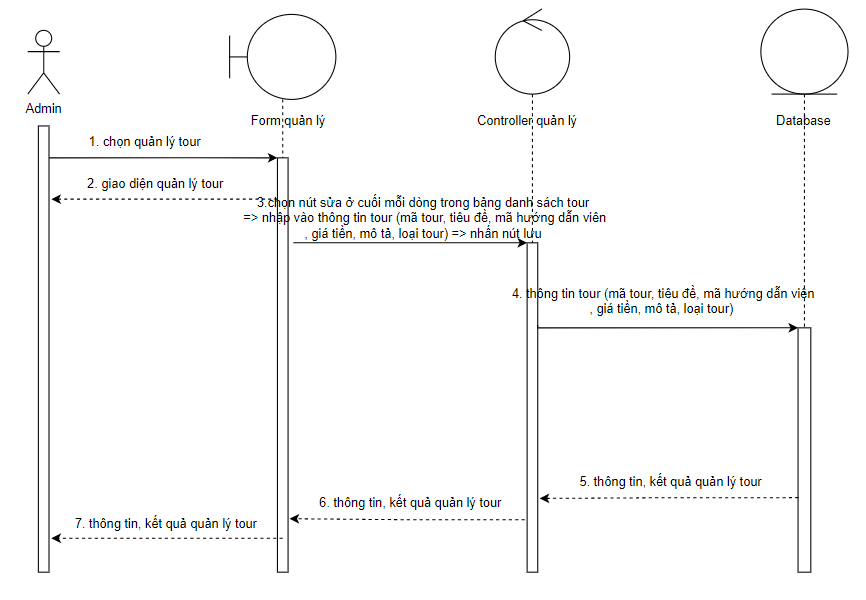 Admin
Form quản lý
Controller quản lý
Database
1. chọn quản lý tour
2. giao diện quản lý tour
3.chọn nút sửa ở cuối mỗi dòng trong bảng danh sách tour
=> nhập vào thông tin tour (mã tour, tiêu đề, mã hướng dẫn viên
, giá tiền, mô tả, loại tour) => nhấn nút lưu
4. thông tin tour (mã tour, tiêu đề, mã hướng dẫn viên
, giá tiền, mô tả, loại tour)
5. thông tin, kết quả quản lý tour
6. thông tin, kết quả quản lý tour
7. thông tin, kết quả quản lý tour